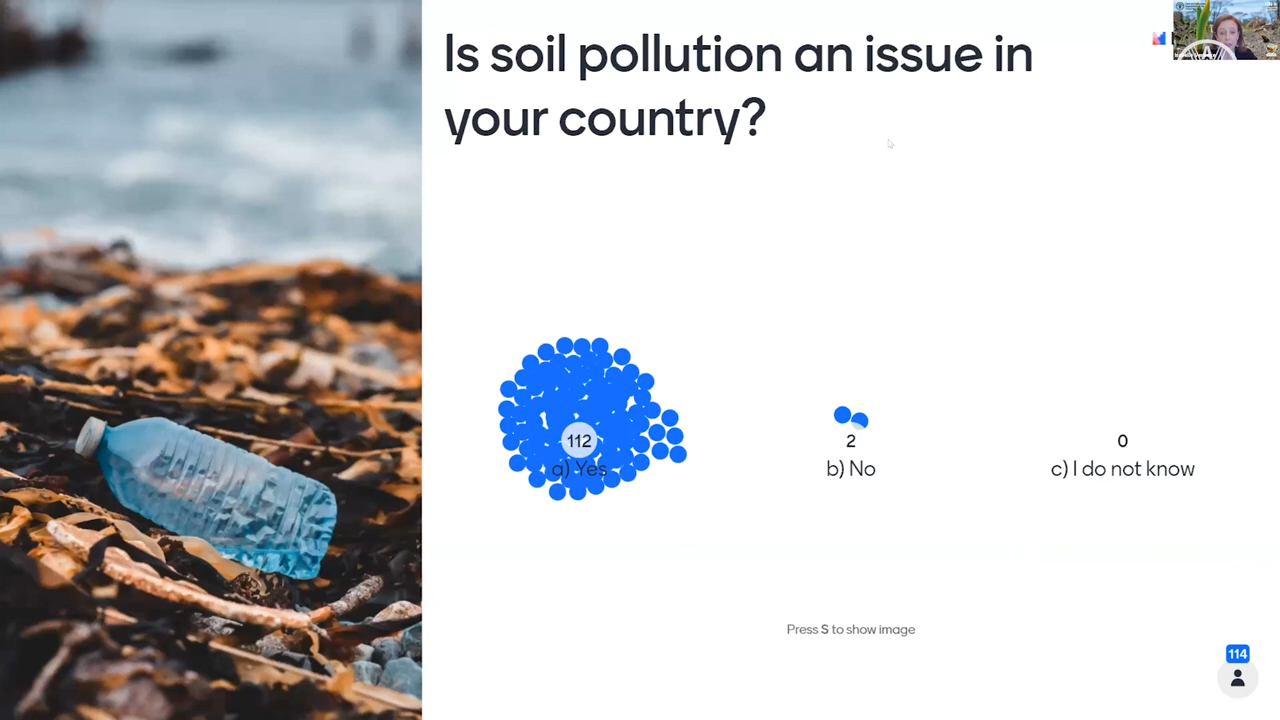 Is soil pollution an issue in
your country?
112
a) Yes
2
b) No
0
c) I do not know
Press S to show image
114